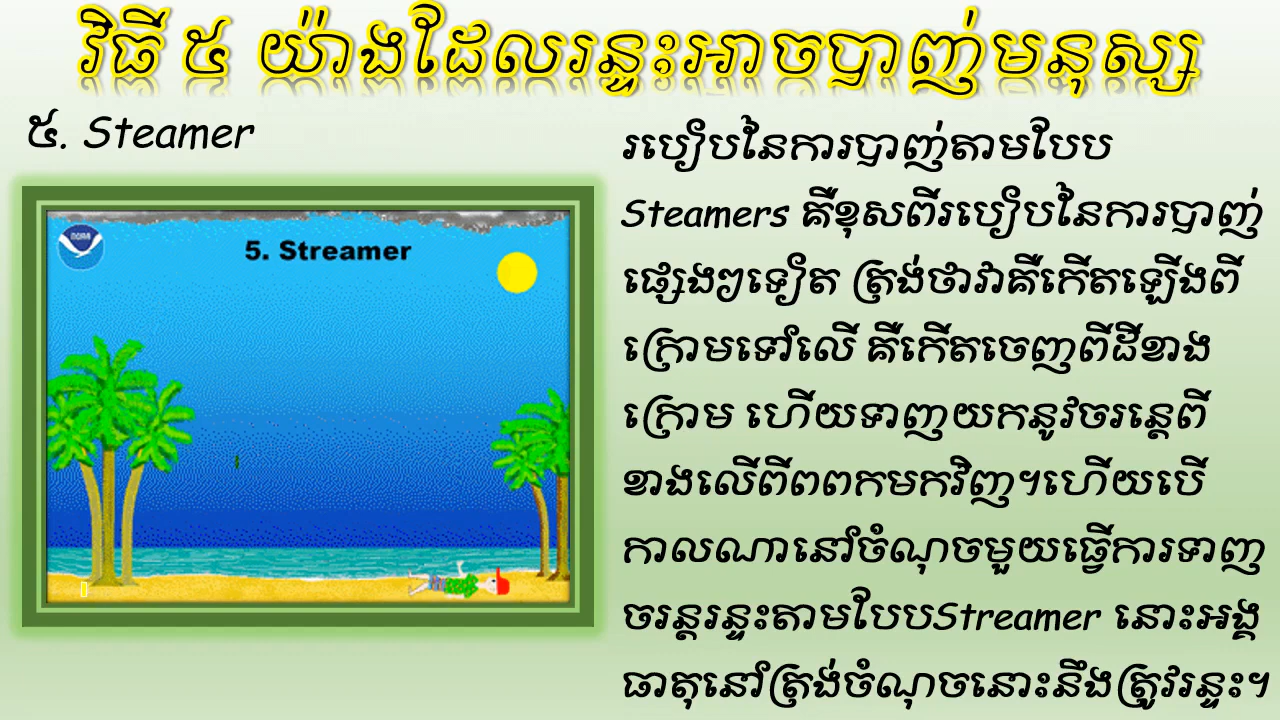 វិធី ៥ យ៉ាងដែលរន្ទះអាចបាញ់មនុស្ស
៥. Steamer
NOAA
5. Streamer
របៀបនៃការបាញ់តាមបែប
Steamers គឺខុសពីរបៀបនៃការបាញ់
ផ្សេងៗទៀត ត្រង់ថាវាគឺកើតឡើងពី
ក្រោមទៅលើ គឺកើតចេញពីដីខាង
ក្រោម ហើយទាញយកនូវចរន្តពី
ខាងលើពីពពកមកវិញ។ហើយបើ
កាលណានៅចំណុចមួយធ្វើការទាញ
ចរន្តរន្ទះតាមបែបStreamer នោះអង្គ
ធាតុនៅត្រង់ចំណុចនោះនឹងត្រូវរន្ទះ។